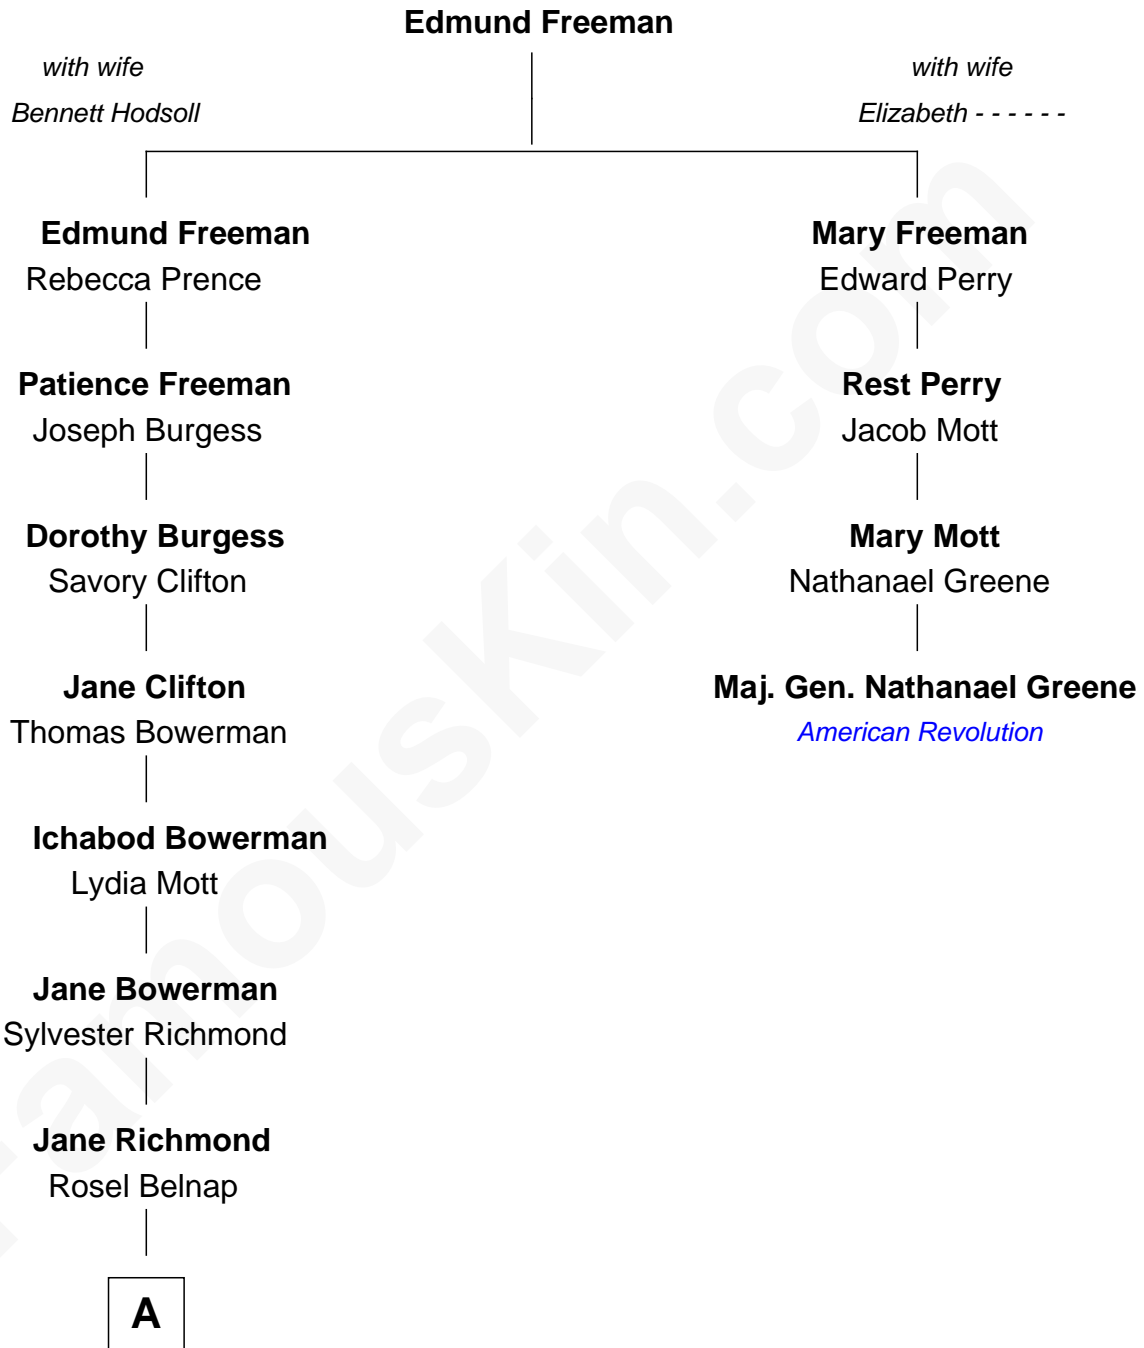 Edmund Freeman
with wife
Bennett Hodsoll
with wife
Elizabeth - - - - - -
Edmund Freeman
Rebecca Prence
Mary Freeman
Edward Perry
Patience Freeman
Joseph Burgess
Rest Perry
Jacob Mott
Dorothy Burgess
Savory Clifton
Mary Mott
Nathanael Greene
Jane Clifton
Thomas Bowerman
Maj. Gen. Nathanael Greene
American Revolution
Ichabod Bowerman
Lydia Mott
Jane Bowerman
Sylvester Richmond
Jane Richmond
Rosel Belnap
A
FamousKin.com